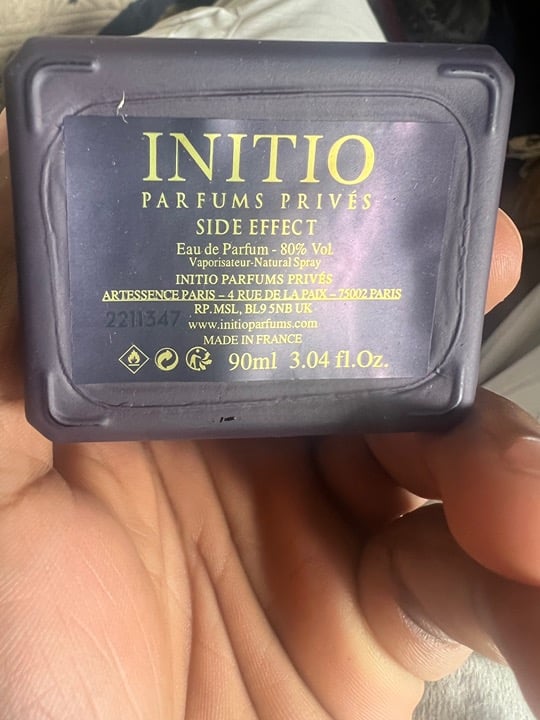 INITIO
PARFUMS PRIVÉS
SIDE EFFECT
Eau de Parfum - 80% Vol.
Vaporisateur-Natural Spray
INITIO PARFUMS PRIVÉS
ARTESSENCE PARIS – 4 RUE DE LA PAIX – 75002 PARIS
RP. MSL, BL9 5NB UK
2211347 www.initioparfums.com
MADE IN FRANCE
90ml 3.04 fl.Oz.